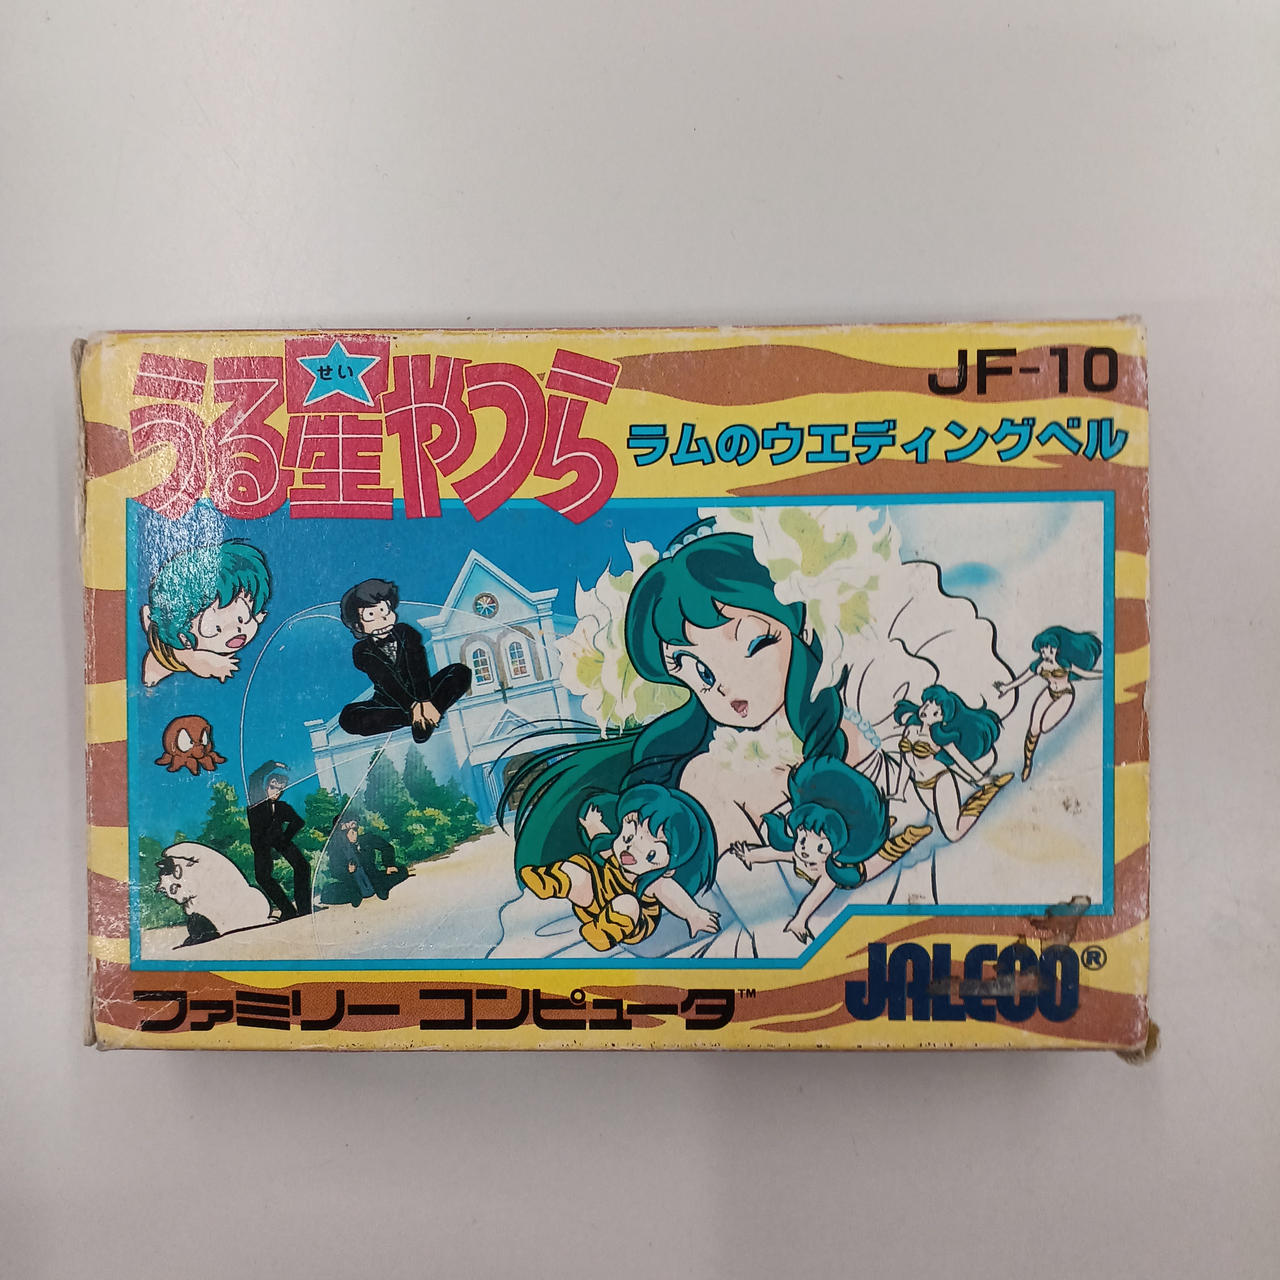 うる星やつら
せい
JF-10
ラムのウエディングベル
ファミリー コンピュータ™
JALECO®